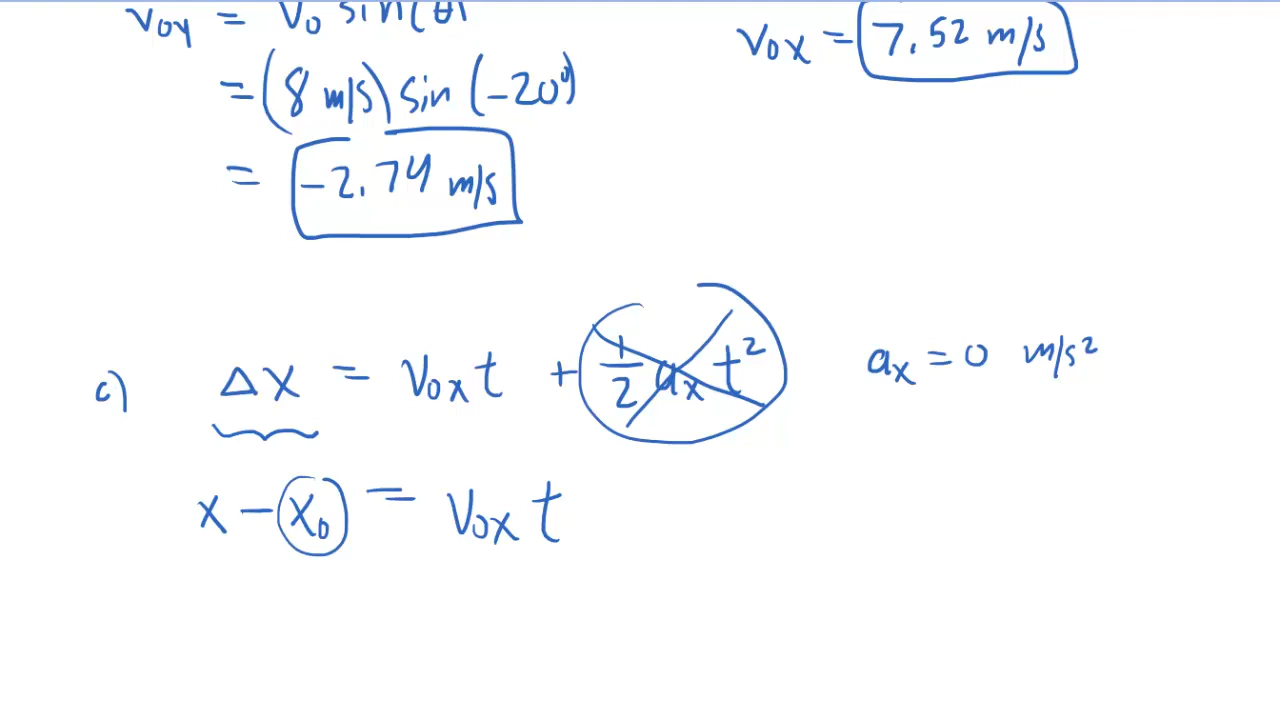 v₀y = v₀ sin(θ)
v₀x = 7.52 m/s
= (8 m/s) sin (-20°)
= -2.74 m/s
c) Δx = v₀x t + 1/2 aₓ t² aₓ = 0 m/s²
x - x₀ = v₀x t